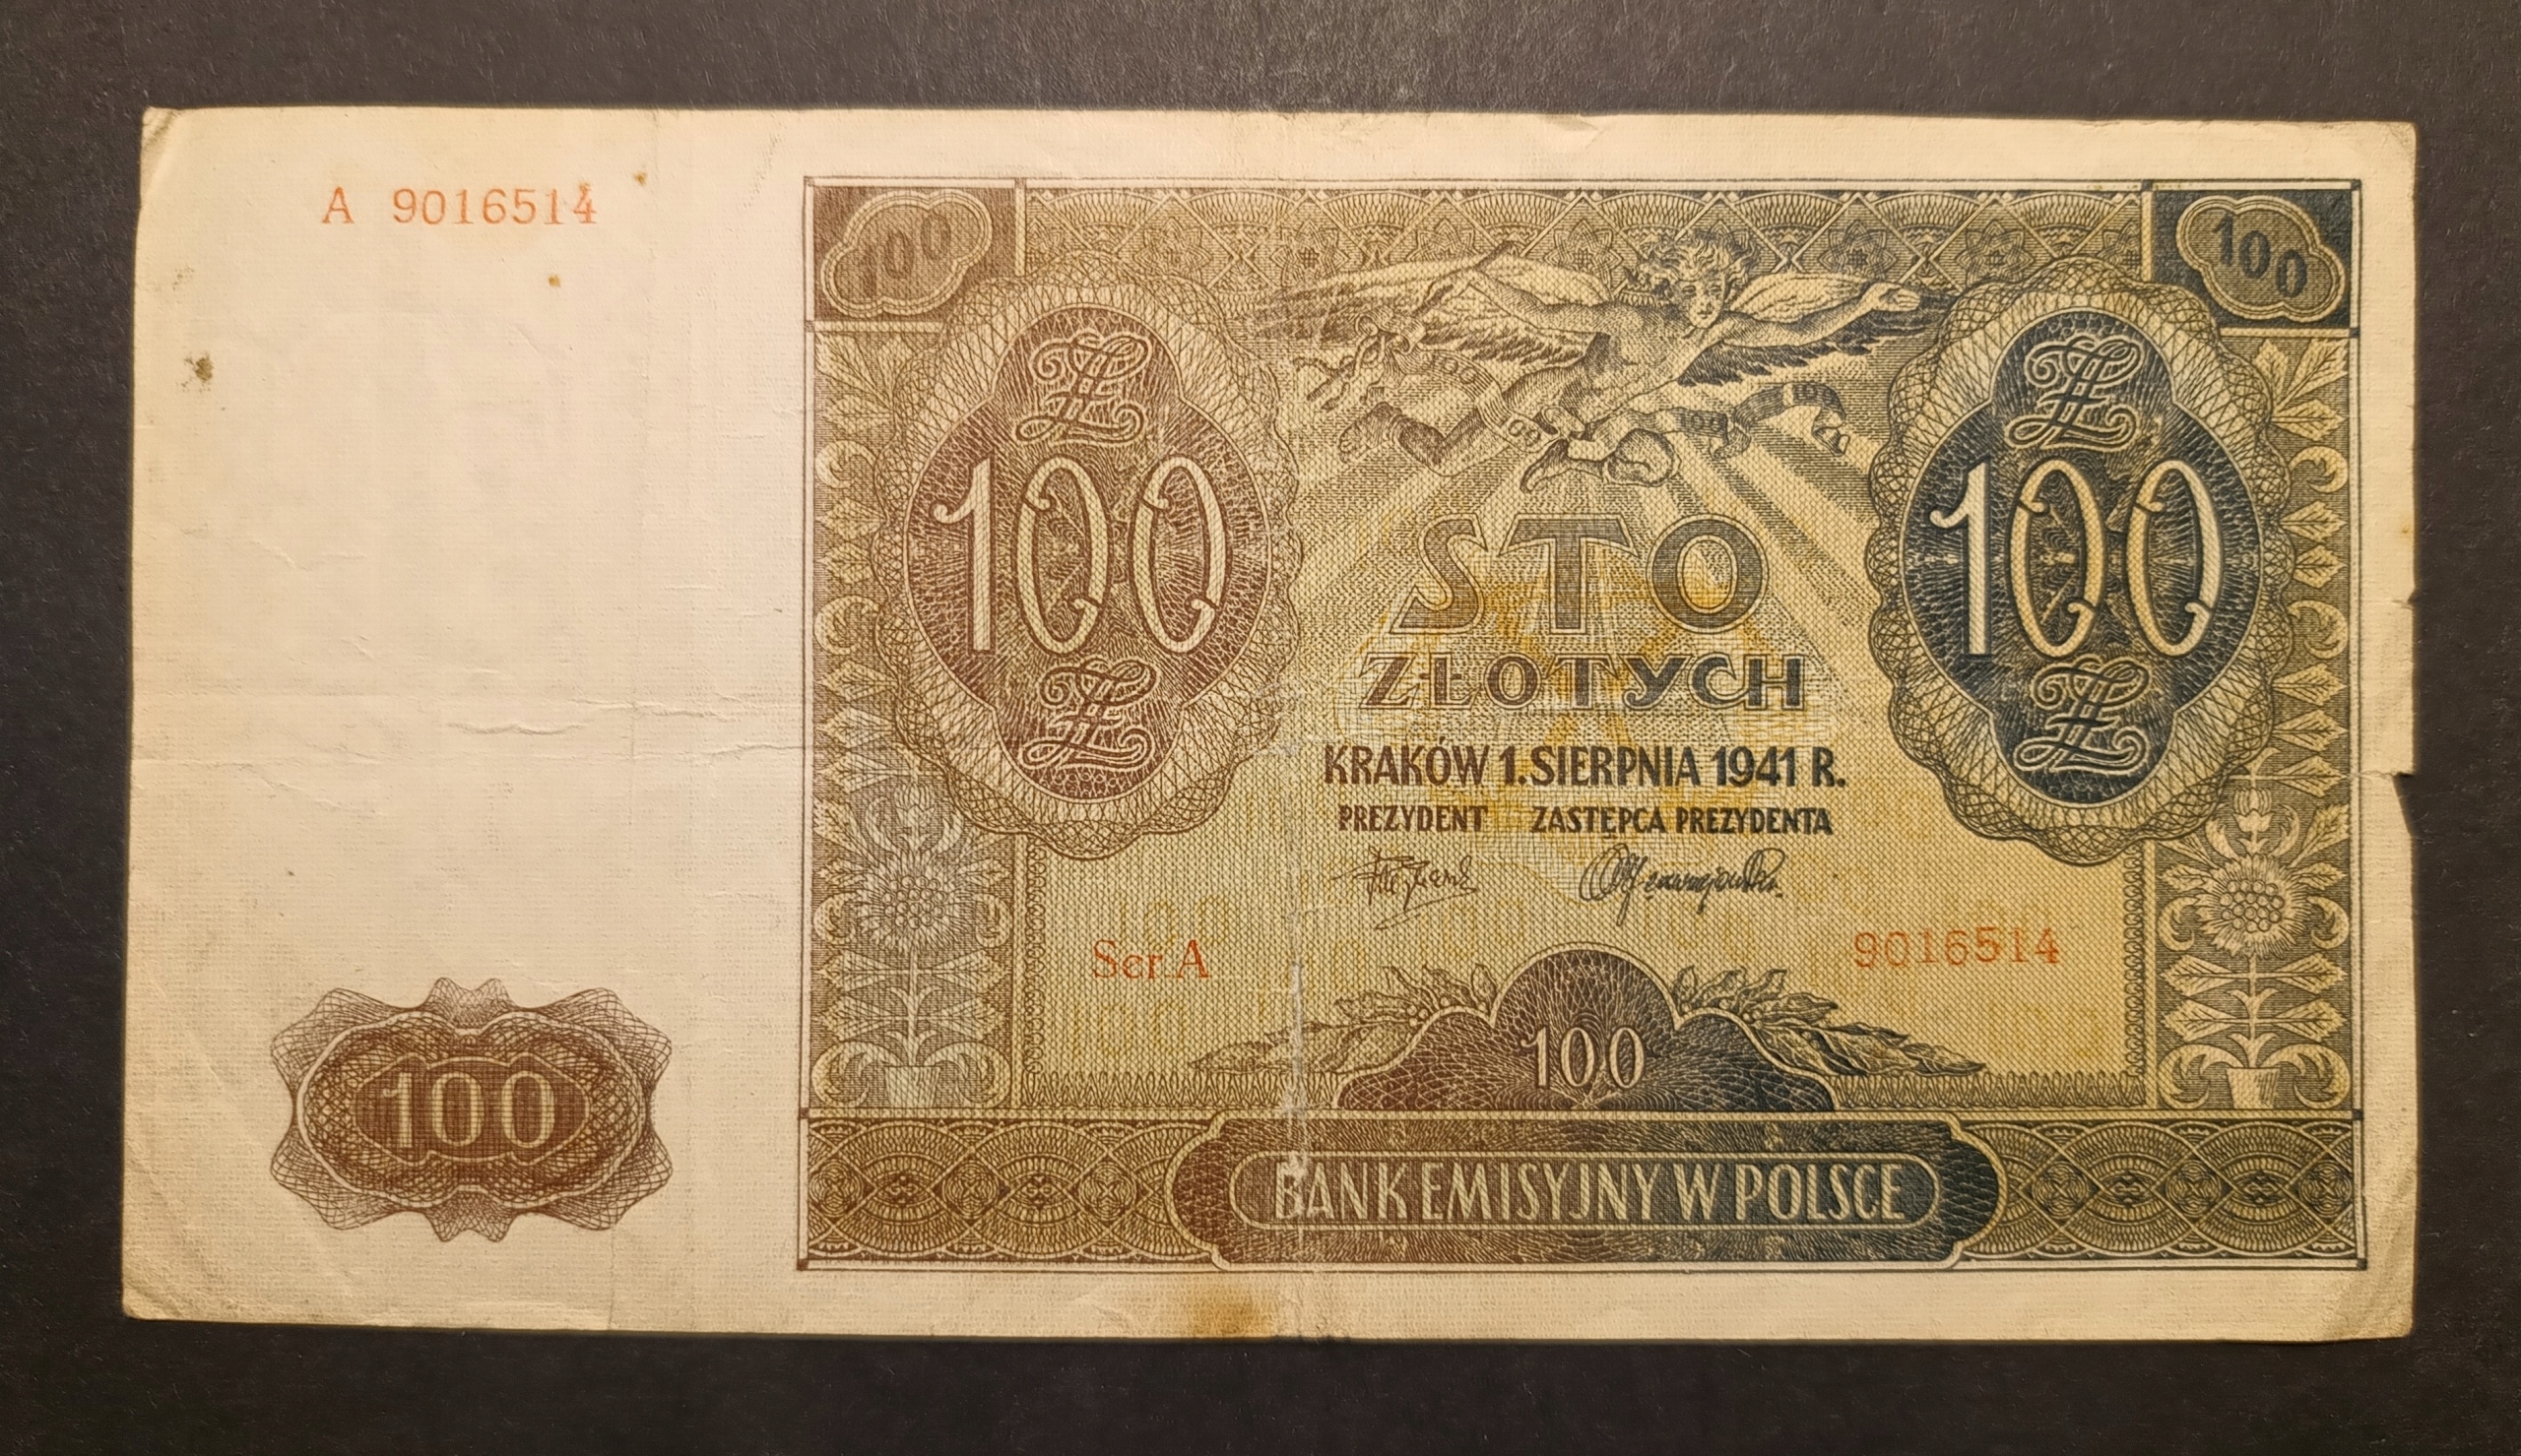 A 9016514
100
100
100
100
STO
ZŁOTYCH
KRAKÓW 1. SIERPNIA 1941 R.
PREZYDENT ZASTĘPCA PREZYDENTA
Ser. A
9016514
100
100
BANK EMISYJNY W POLSCE